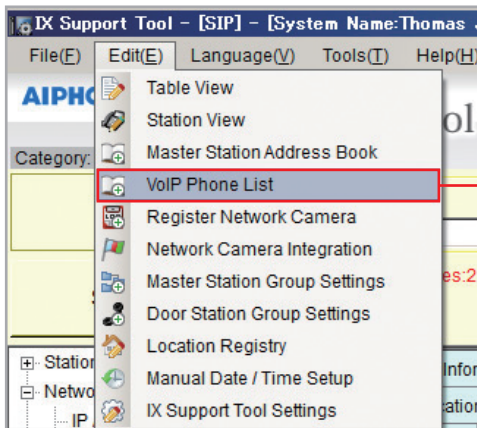 IX Support Tool - [SIP] - [System Name:Thomas
File(F) Edit(E) Language(V) Tools(T) Help(H)
AIPHO
Table View
Station View
Master Station Address Book
Category:
VoIP Phone List
Register Network Camera
Network Camera Integration
Master Station Group Settings
es:2
Door Station Group Settings
Location Registry
Station
Infor
Manual Date / Time Setup
Netwo
IX Support Tool Settings
ation
IP